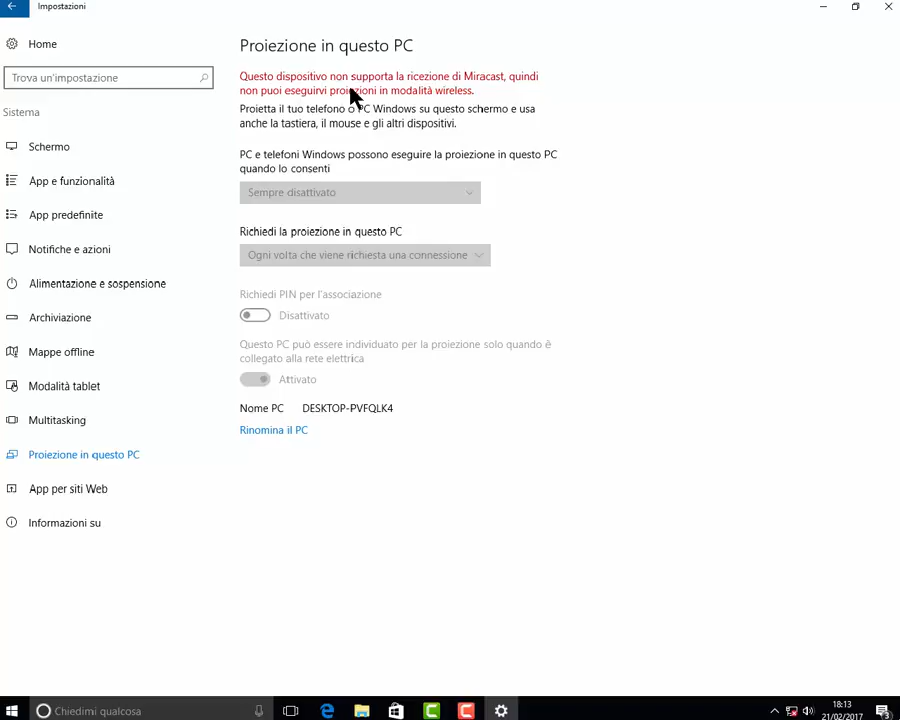 Impostazioni
Home
Trova un'impostazione
Sistema
Schermo
App e funzionalità
App predefinite
Notifiche e azioni
Alimentazione e sospensione
Archiviazione
Mappe offline
Modalità tablet
Multitasking
Proiezione in questo PC
App per siti Web
Informazioni su
Proiezione in questo PC
Questo dispositivo non supporta la ricezione di Miracast, quindi
non puoi eseguirvi proiezioni in modalità wireless.
Proietta il tuo telefono o PC Windows su questo schermo e usa
anche la tastiera, il mouse e gli altri dispositivi.
PC e telefoni Windows possono eseguire la proiezione in questo PC
quando lo consenti
Sempre disattivato
Richiedi la proiezione in questo PC
Ogni volta che viene richiesta una connessione
Richiedi PIN per l'associazione
Disattivato
Questo PC può essere individuato per la proiezione solo quando è
collegato alla rete elettrica
Attivato
Nome PC DESKTOP-PVFQLK4
Rinomina il PC
Chiedimi qualcosa
18:13
21/02/2017
3